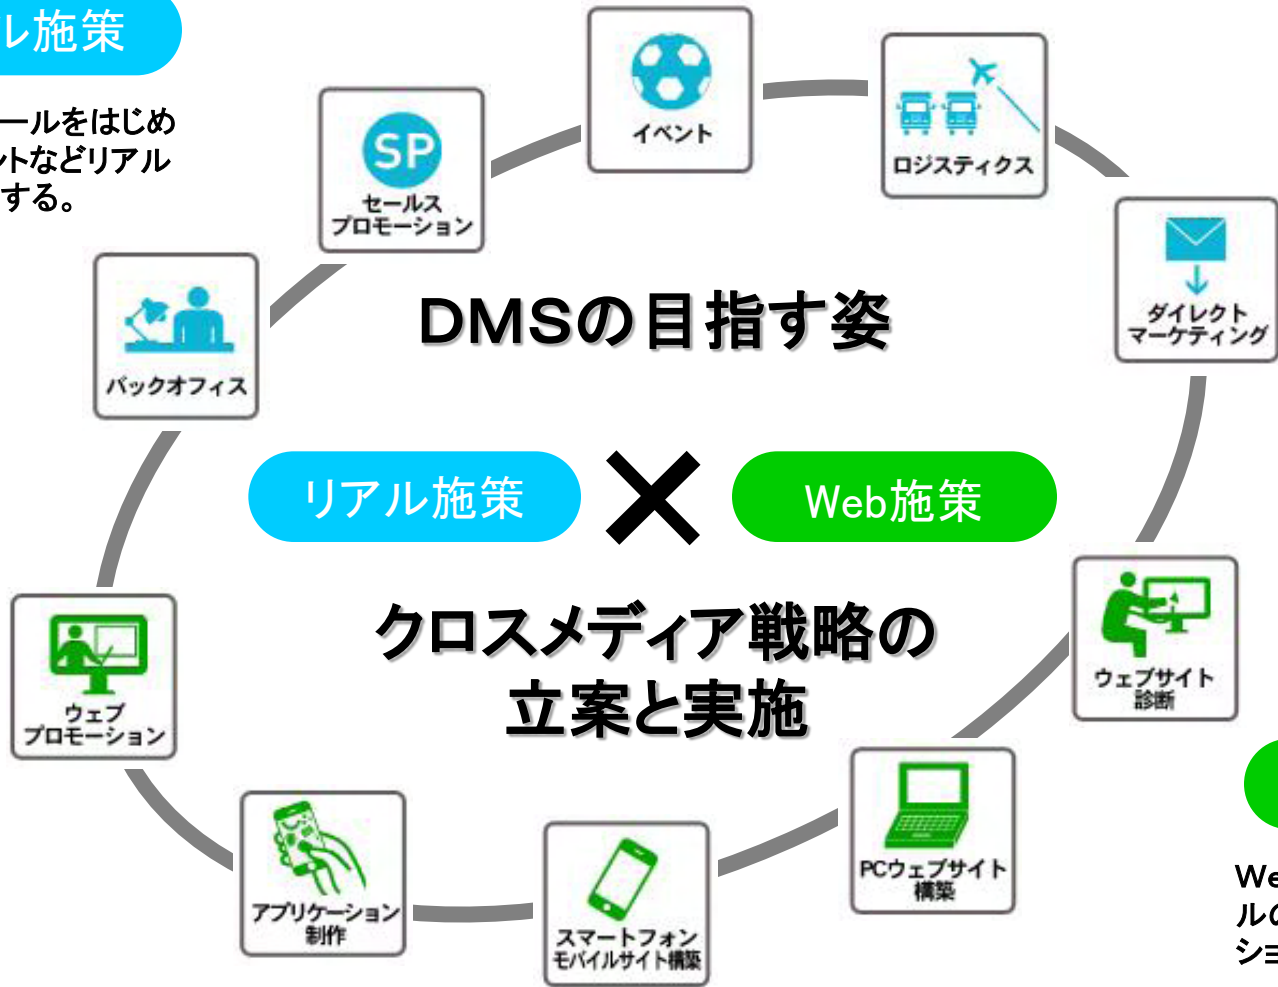 ル施策
ールをはじめ
ントなどリアル
する。
イベント
ロジスティクス
SP
セールス
プロモーション
ダイレクト
マーケティング
バックオフィス
DMSの目指す姿
リアル施策
×
Web施策
クロスメディア戦略の
立案と実施
ウェブ
プロモーション
ウェブサイト
診断
アプリケーション
制作
スマートフォン
モバイルサイト構築
PCウェブサイト
構築
We
ルの
ショ